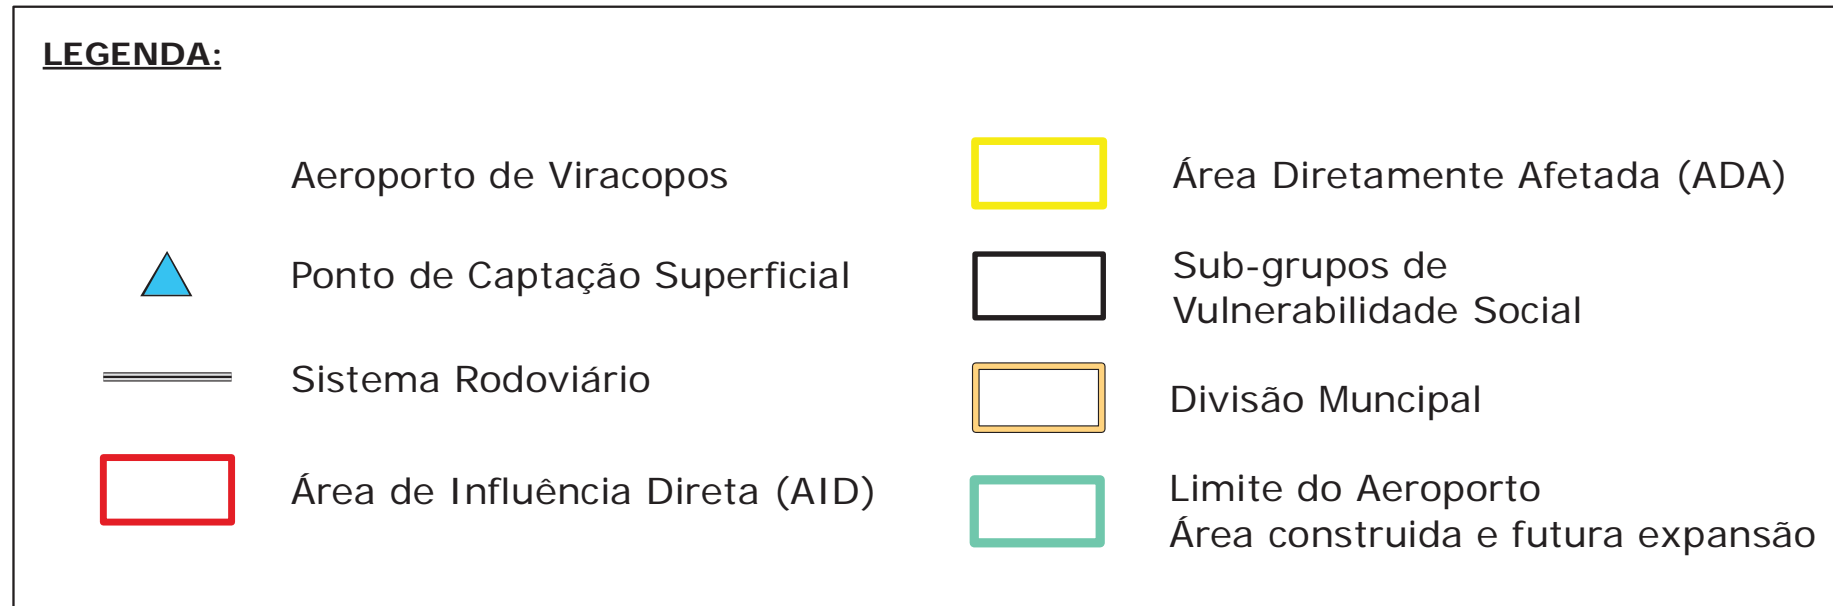 LEGENDA:
Aeroporto de Viracopos
Ponto de Captação Superficial
Sistema Rodoviário
Área de Influência Direta (AID)
Área Diretamente Afetada (ADA)
Sub-grupos de
Vulnerabilidade Social
Divisão Muncipal
Limite do Aeroporto
Área construida e futura expansão